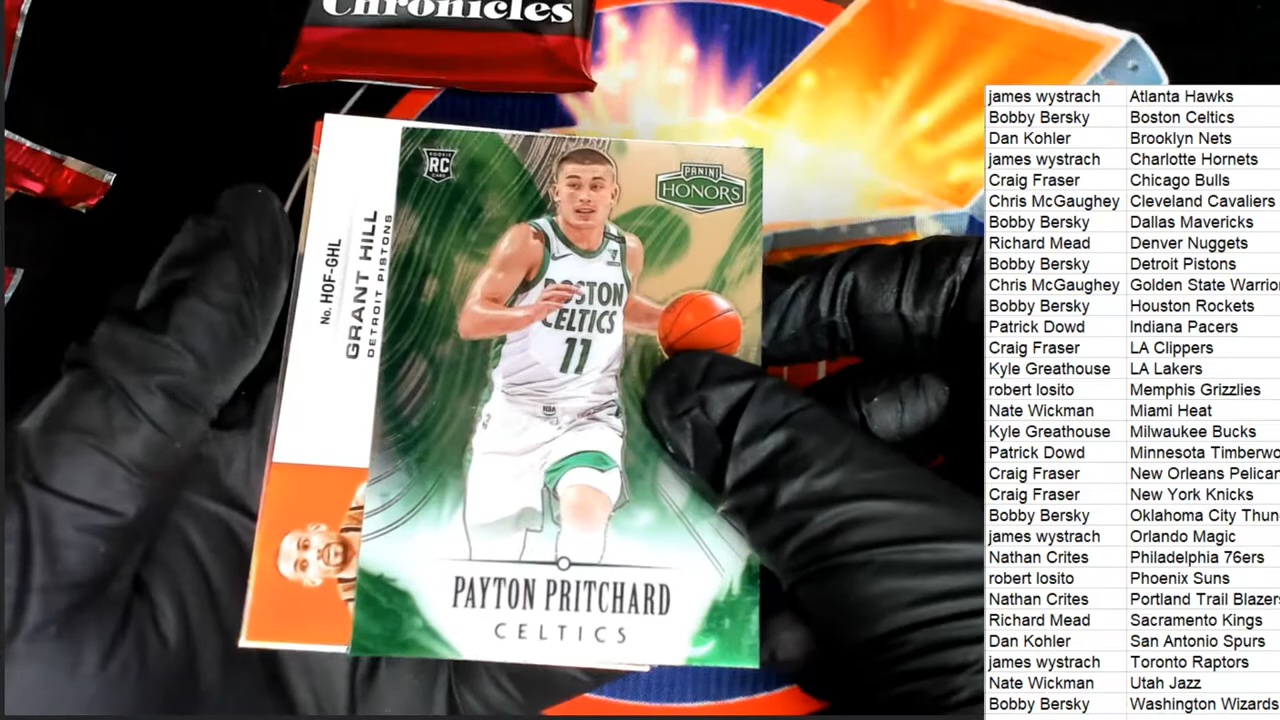 Chronicles
No. HOF-GHL
GRANT HILL
DETROIT PISTONS
ROOKIE
RC
CARD
PANINI
HONORS
BOSTON
CELTICS
11
PAYTON PRITCHARD
CELTICS
james wystrach Atlanta Hawks
Bobby Bersky Boston Celtics
Dan Kohler Brooklyn Nets
james wystrach Charlotte Hornets
Craig Fraser Chicago Bulls
Chris McGaughey Cleveland Cavaliers
Bobby Bersky Dallas Mavericks
Richard Mead Denver Nuggets
Bobby Bersky Detroit Pistons
Chris McGaughey Golden State Warrio
Bobby Bersky Houston Rockets
Patrick Dowd Indiana Pacers
Craig Fraser LA Clippers
Kyle Greathouse LA Lakers
robert losito Memphis Grizzlies
Nate Wickman Miami Heat
Kyle Greathouse Milwaukee Bucks
Patrick Dowd Minnesota Timberwo
Craig Fraser New Orleans Pelican
Craig Fraser New York Knicks
Bobby Bersky Oklahoma City Thun
james wystrach Orlando Magic
Nathan Crites Philadelphia 76ers
robert losito Phoenix Suns
Nathan Crites Portland Trail Blazers
Richard Mead Sacramento Kings
Dan Kohler San Antonio Spurs
james wystrach Toronto Raptors
Nate Wickman Utah Jazz
Bobby Bersky Washington Wizards